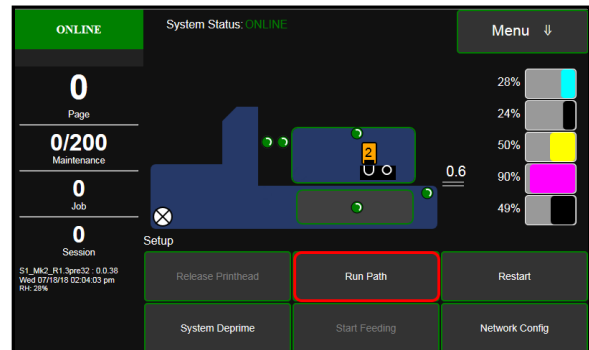 ONLINE
System Status: ONLINE
Menu ⇓
0
Page
0/200
Maintenance
0
Job
0
Session
S1_Mk2_R1.3pre32 : 0.0.38
Wed 07/18/18 02:04:03 pm
RH: 28%
2
0.6
28%
24%
50%
90%
49%
Setup
Release Printhead
Run Path
Restart
System Deprime
Start Feeding
Network Config